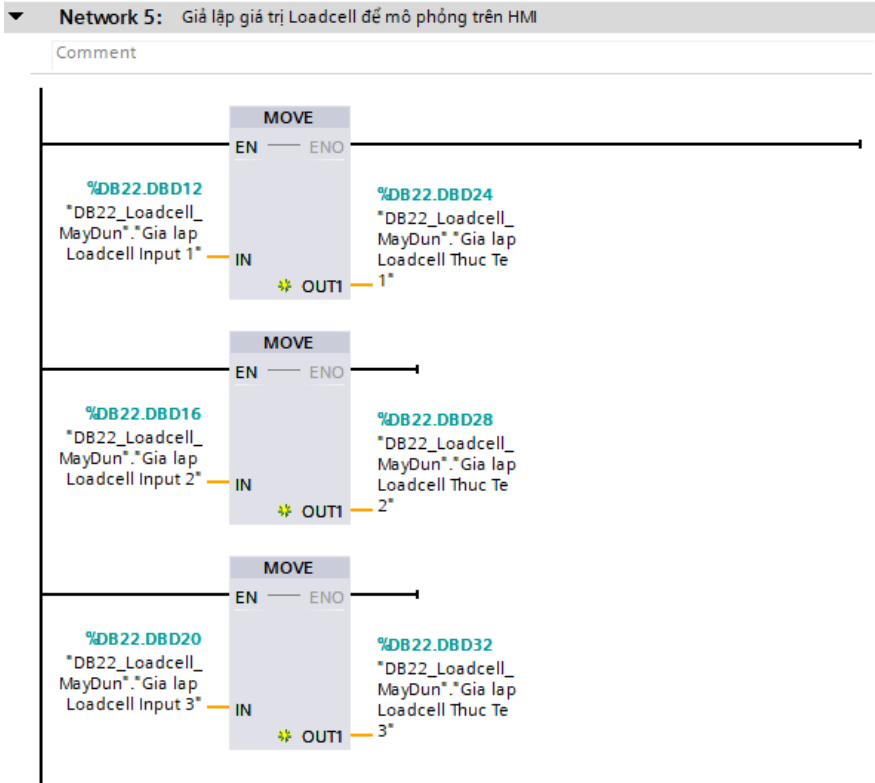 Network 5: Giả lập giá trị Loadcell để mô phỏng trên HMI
Comment
MOVE
EN ENO
%DB22.DBD12
"DB22_Loadcell_
MayDun"."Gia lap
Loadcell Input 1"
IN
%DB22.DBD24
"DB22_Loadcell_
MayDun"."Gia lap
Loadcell Thuc Te
1"
OUT1
MOVE
EN ENO
%DB22.DBD16
"DB22_Loadcell_
MayDun"."Gia lap
Loadcell Input 2"
IN
%DB22.DBD28
"DB22_Loadcell_
MayDun"."Gia lap
Loadcell Thuc Te
2"
OUT1
MOVE
EN ENO
%DB22.DBD20
"DB22_Loadcell_
MayDun"."Gia lap
Loadcell Input 3"
IN
%DB22.DBD32
"DB22_Loadcell_
MayDun"."Gia lap
Loadcell Thuc Te
3"
OUT1